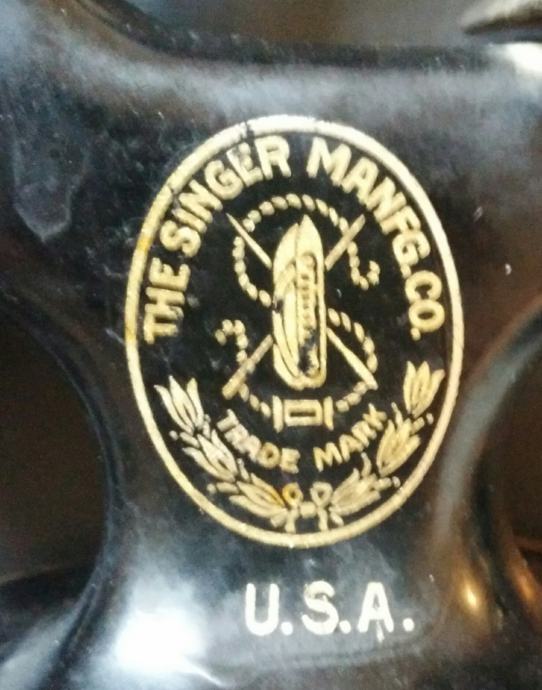 THE SINGER MANFG. CO.
TRADE MARK
U.S.A.